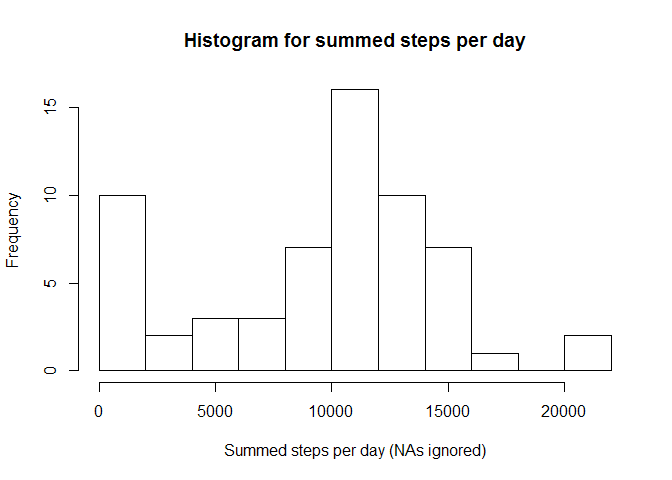 Histogram for summed steps per day
Frequency
15
10
5
0
0 5000 10000 15000 20000
Summed steps per day (NAs ignored)